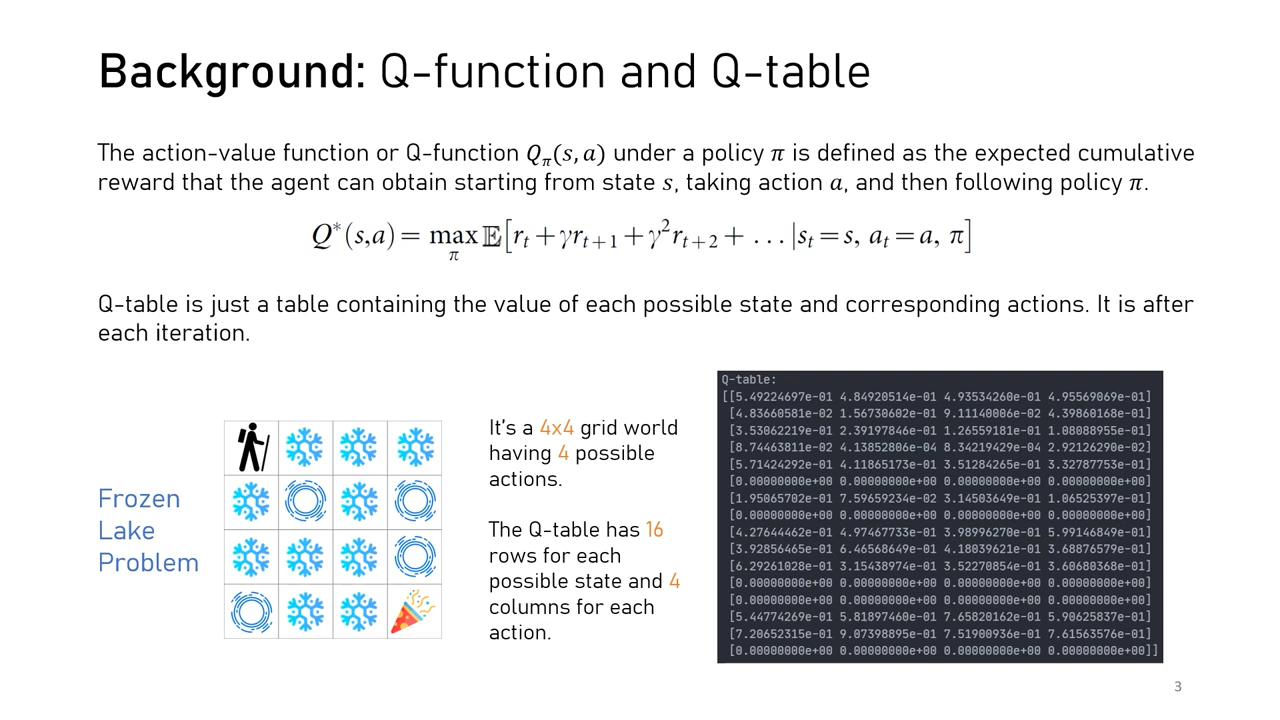 Background: Q-function and Q-table
The action-value function or Q-function Qπ(s, a) under a policy π is defined as the expected cumulative
reward that the agent can obtain starting from state s, taking action a, and then following policy π.
Q*(s,a) = max_π 𝔼[r_t + γr_{t+1} + γ²r_{t+2} + ... |s_t = s, a_t = a, π]
Q-table is just a table containing the value of each possible state and corresponding actions. It is after
each iteration.
Frozen
Lake
Problem
It's a 4x4 grid world
having 4 possible
actions.
The Q-table has 16
rows for each
possible state and 4
columns for each
action.
Q-table:
[[5.49224697e-01 4.84920514e-01 4.93534260e-01 4.95569069e-01]
[4.83660581e-02 1.56730602e-01 9.11140006e-02 4.39860168e-01]
[3.53062219e-01 2.39197846e-01 1.26559181e-01 1.08088955e-01]
[8.74463811e-02 4.13852806e-04 8.34219429e-04 2.92126290e-02]
[5.71424292e-01 4.11865173e-01 3.51284265e-01 3.32787753e-01]
[0.00000000e+00 0.00000000e+00 0.00000000e+00 0.00000000e+00]
[1.95065702e-01 7.59659234e-02 3.14503649e-01 1.06525397e-01]
[0.00000000e+00 0.00000000e+00 0.00000000e+00 0.00000000e+00]
[4.27644462e-01 4.97467733e-01 3.98996270e-01 5.99146849e-01]
[3.92856465e-01 6.46568649e-01 4.18039621e-01 3.68876579e-01]
[6.29261028e-01 3.15438974e-01 3.52270854e-01 3.60680368e-01]
[0.00000000e+00 0.00000000e+00 0.00000000e+00 0.00000000e+00]
[0.00000000e+00 0.00000000e+00 0.00000000e+00 0.00000000e+00]
[5.44774269e-01 5.81897460e-01 7.65820162e-01 5.90625837e-01]
[7.20652315e-01 9.07398895e-01 7.51900936e-01 7.61563576e-01]
[0.00000000e+00 0.00000000e+00 0.00000000e+00 0.00000000e+00]]
3